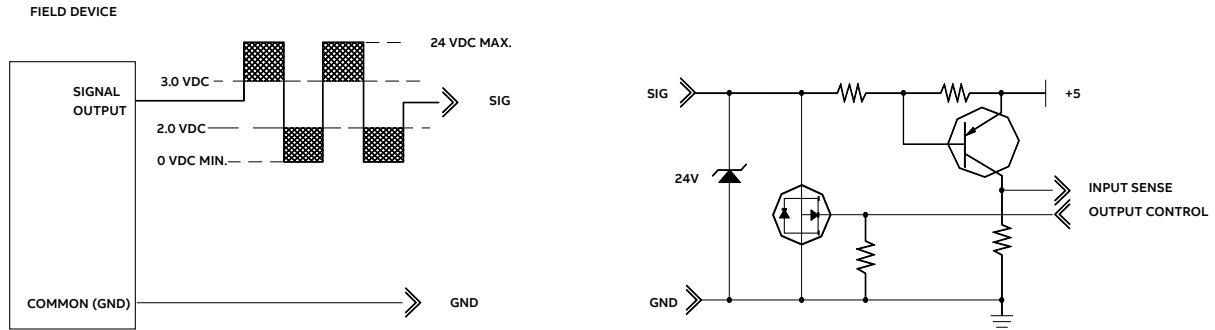 FIELD DEVICE
24 VDC MAX.
3.0 VDC
SIGNAL
OUTPUT
SIG
2.0 VDC
0 VDC MIN.
COMMON (GND)
GND
SIG
+5
24V
INPUT SENSE
OUTPUT CONTROL
GND